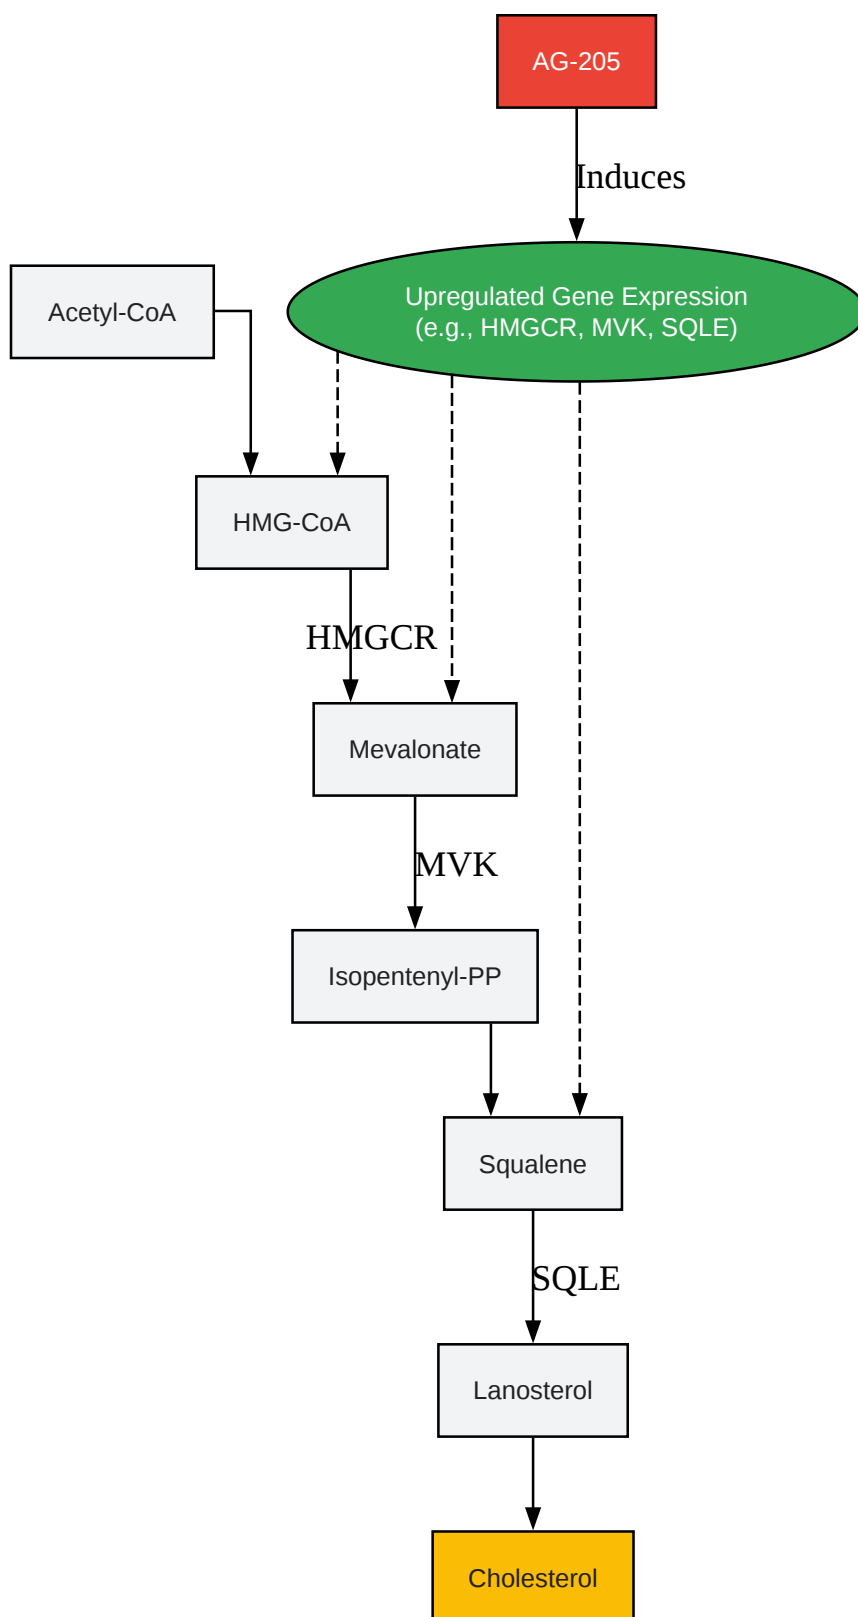 AG-205
Induces
Upregulated Gene Expression
(e.g., HMGCR, MVK, SQLE)
Acetyl-CoA
HMG-CoA
HMGCR
Mevalonate
MVK
Isopentenyl-PP
Squalene
SQLE
Lanosterol
Cholesterol